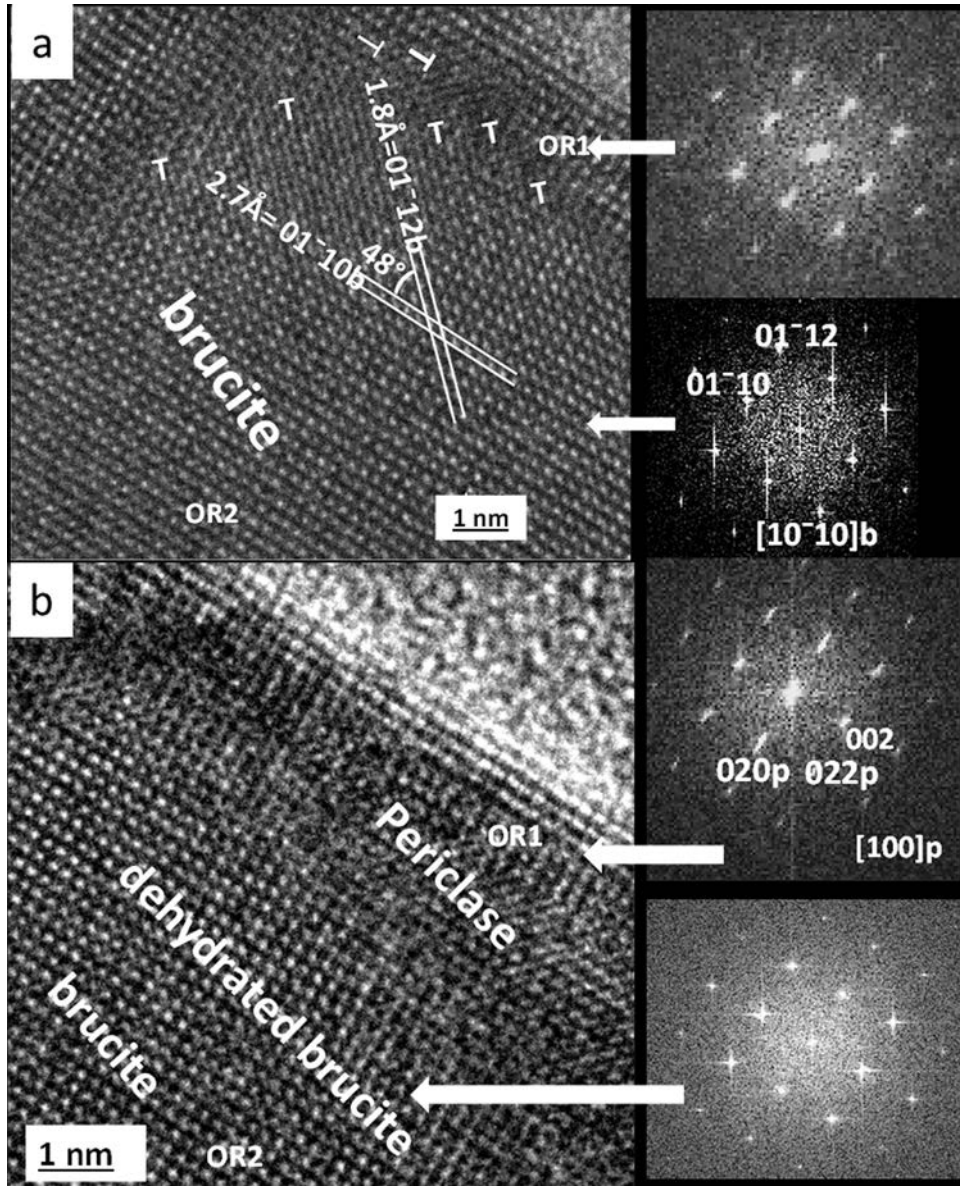 a
T
T
T
T
T
T
T
1.8Å=01¯12b
OR1
2.7Å= 01¯10b
48°
brucite
OR2
1 nm
01¯12
01¯10
[10¯10]b
b
Periclase
OR1
dehydrated brucite
brucite
OR2
1 nm
002
020p
022p
[100]p